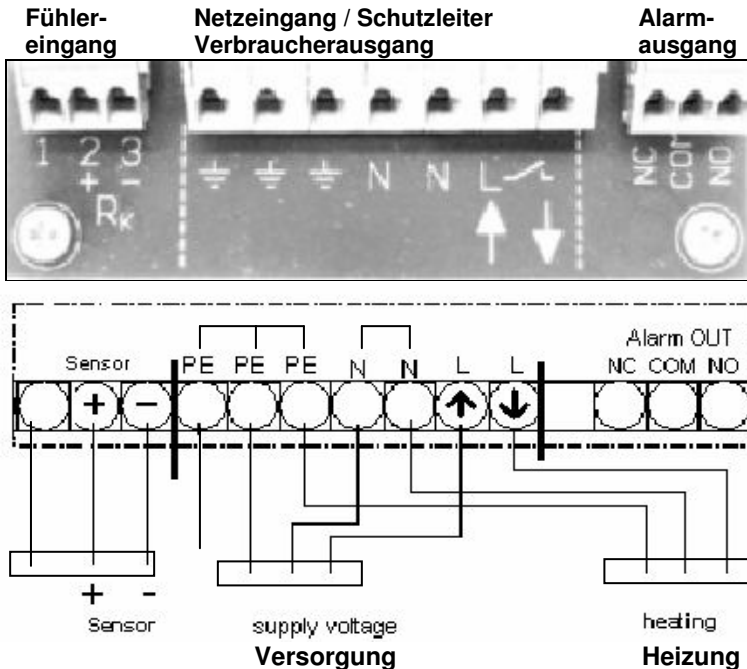 Fühler-
eingang
Netzeingang / Schutzleiter
Verbraucherausgang
Alarm-
ausgang
1 2 3 N N L NC COM NO
+ -
RK
Alarm OUT
Sensor PE PE PE N N L L NC COM NO
+ -
+ -
Sensor supply voltage heating
Versorgung Heizung